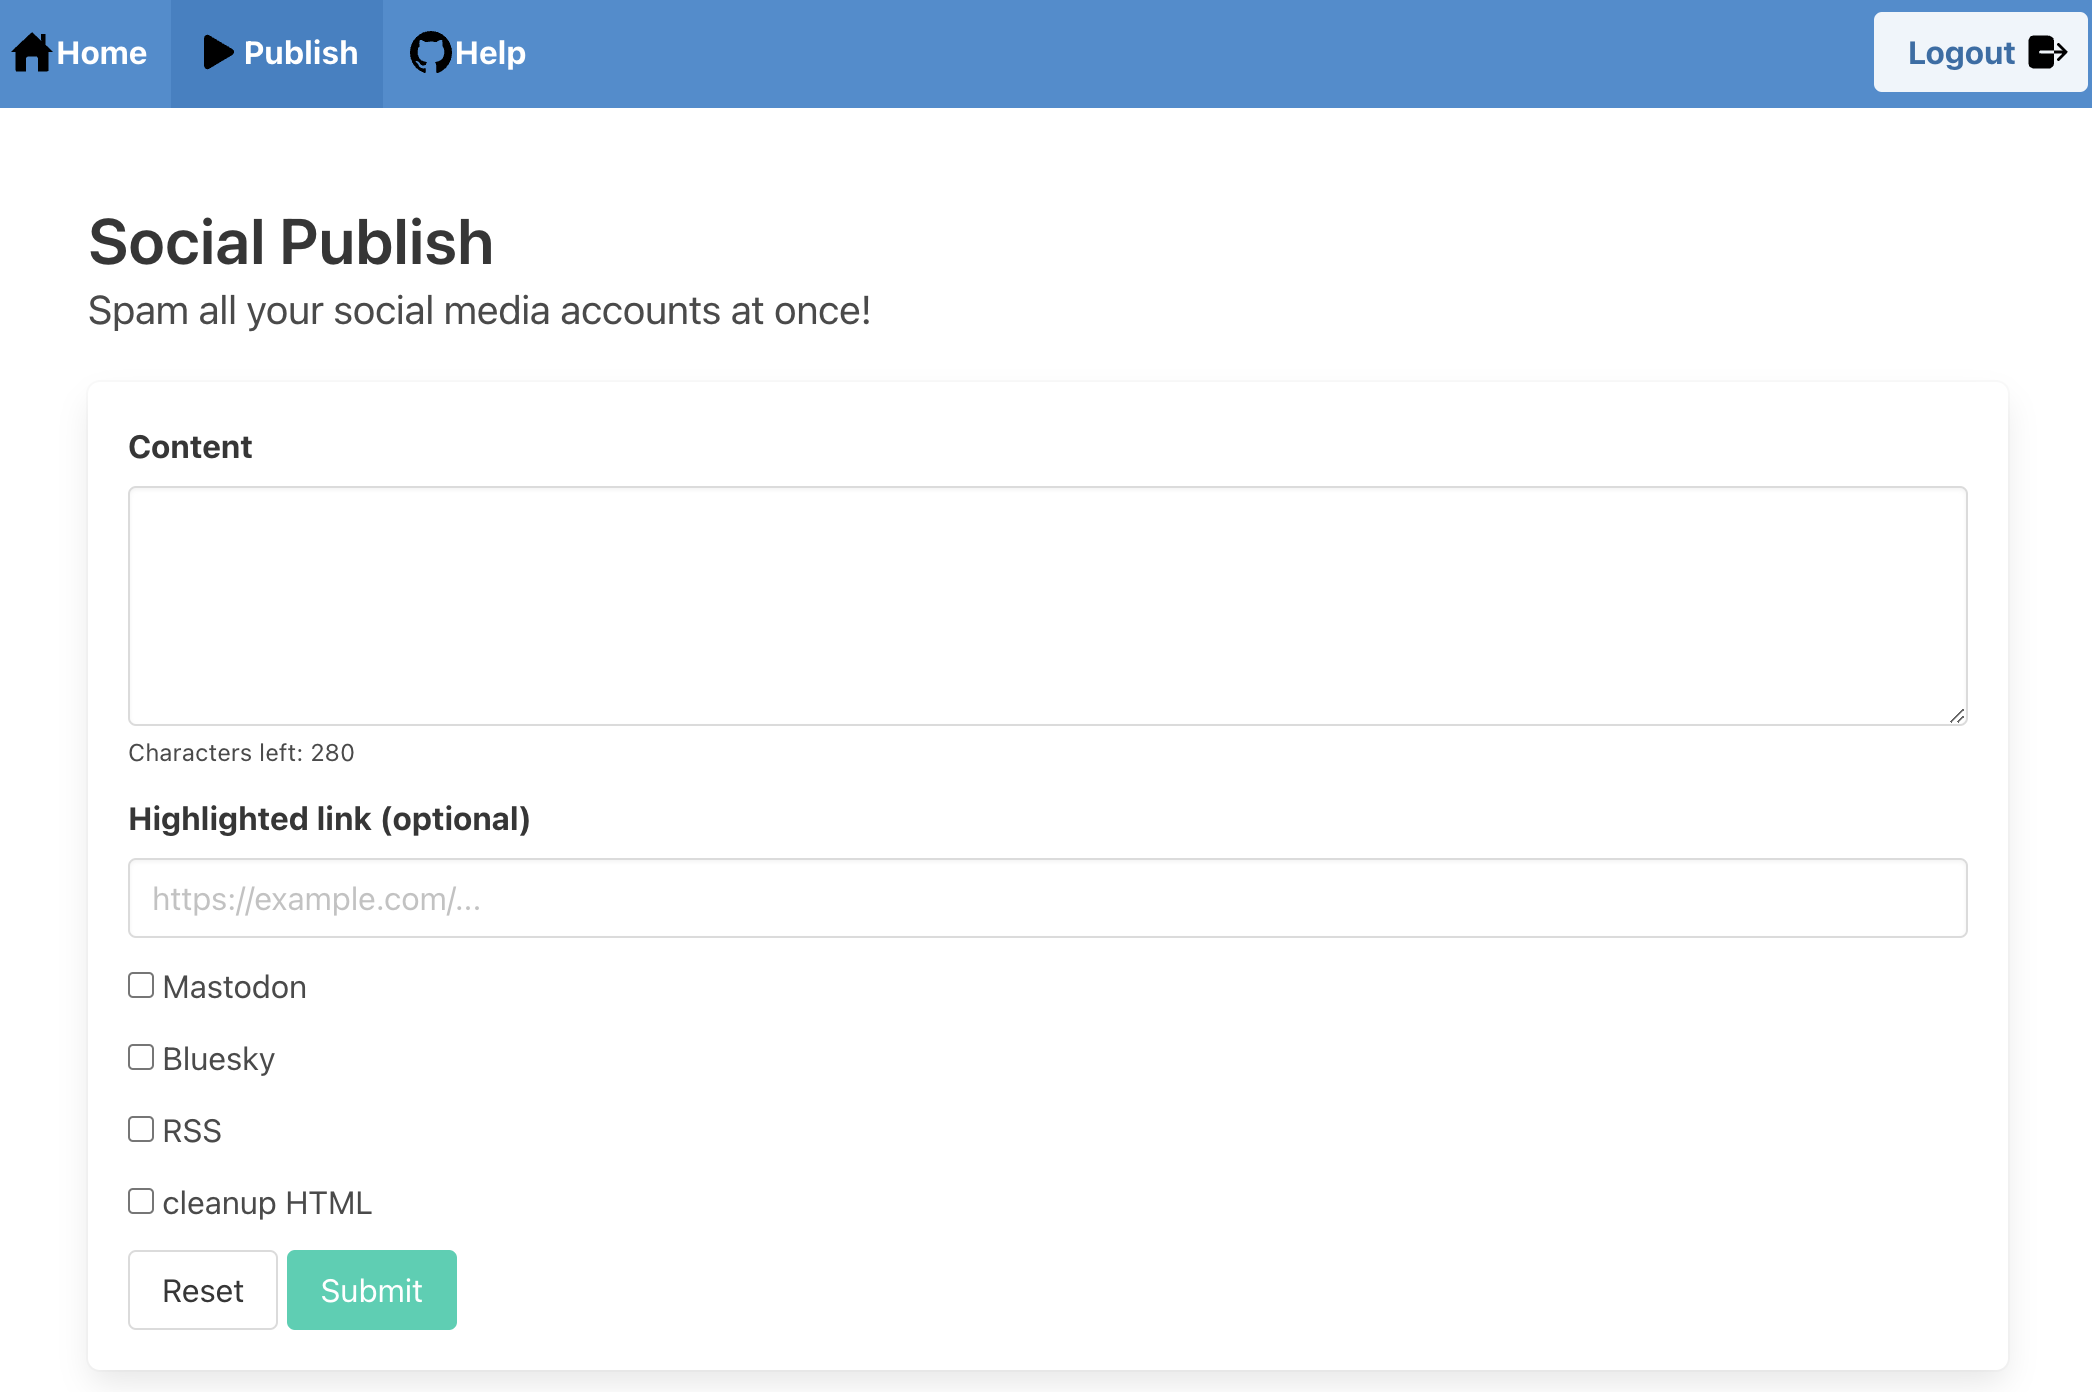 Home
Publish
Help
Logout
Social Publish
Spam all your social media accounts at once!
Content
Characters left: 280
Highlighted link (optional)
https://example.com/...
Mastodon
Bluesky
RSS
cleanup HTML
Reset
Submit